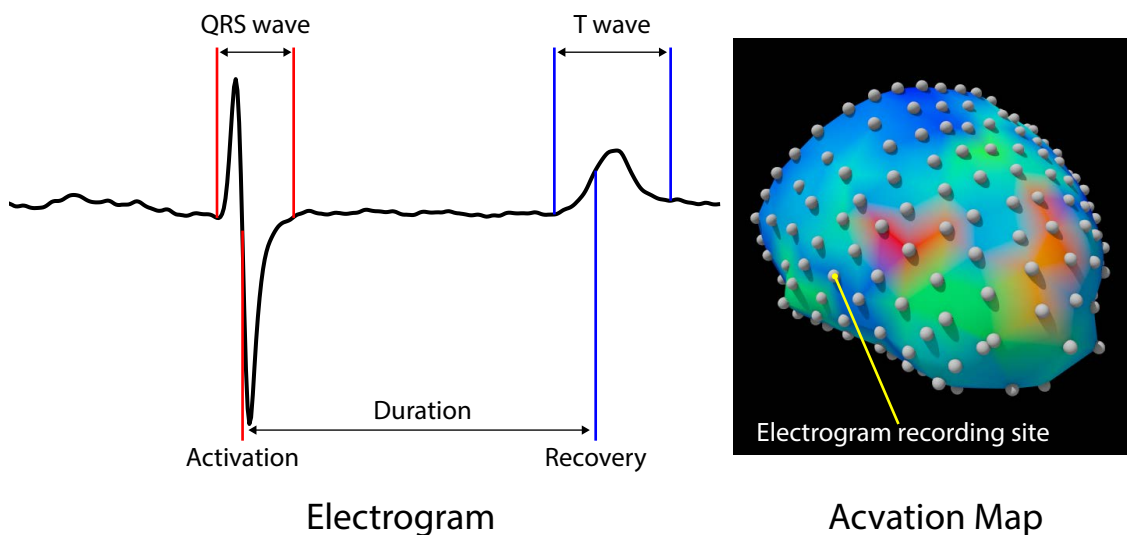 QRS wave
T wave
Duration
Activation
Recovery
Electrogram recording site
Electrogram
Acvation Map